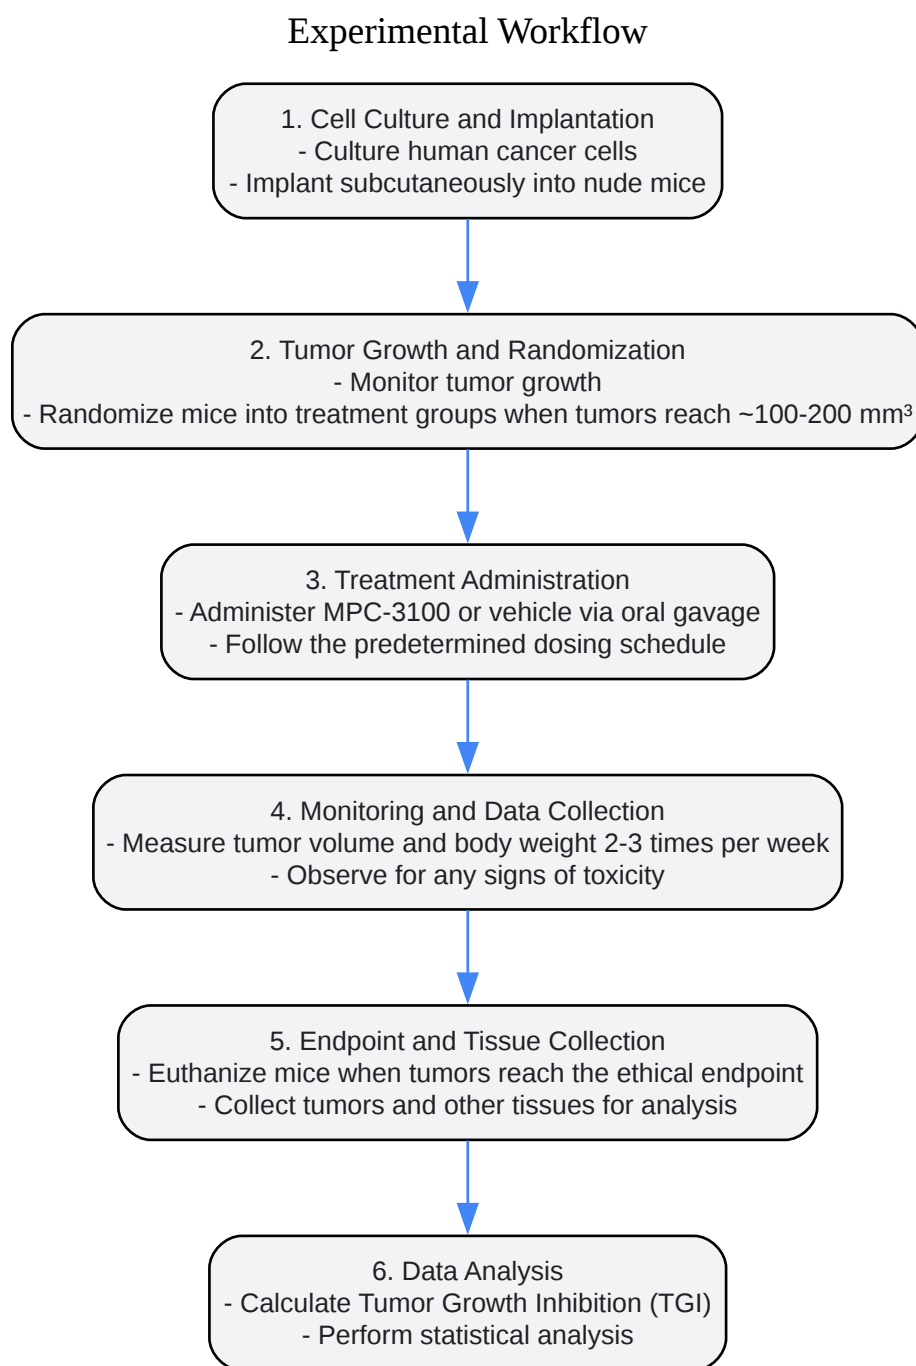 Experimental Workflow
1. Cell Culture and Implantation
- Culture human cancer cells
- Implant subcutaneously into nude mice
2. Tumor Growth and Randomization
- Monitor tumor growth
- Randomize mice into treatment groups when tumors reach ~100-200 mm³
3. Treatment Administration
- Administer MPC-3100 or vehicle via oral gavage
- Follow the predetermined dosing schedule
4. Monitoring and Data Collection
- Measure tumor volume and body weight 2-3 times per week
- Observe for any signs of toxicity
5. Endpoint and Tissue Collection
- Euthanize mice when tumors reach the ethical endpoint
- Collect tumors and other tissues for analysis
6. Data Analysis
- Calculate Tumor Growth Inhibition (TGI)
- Perform statistical analysis